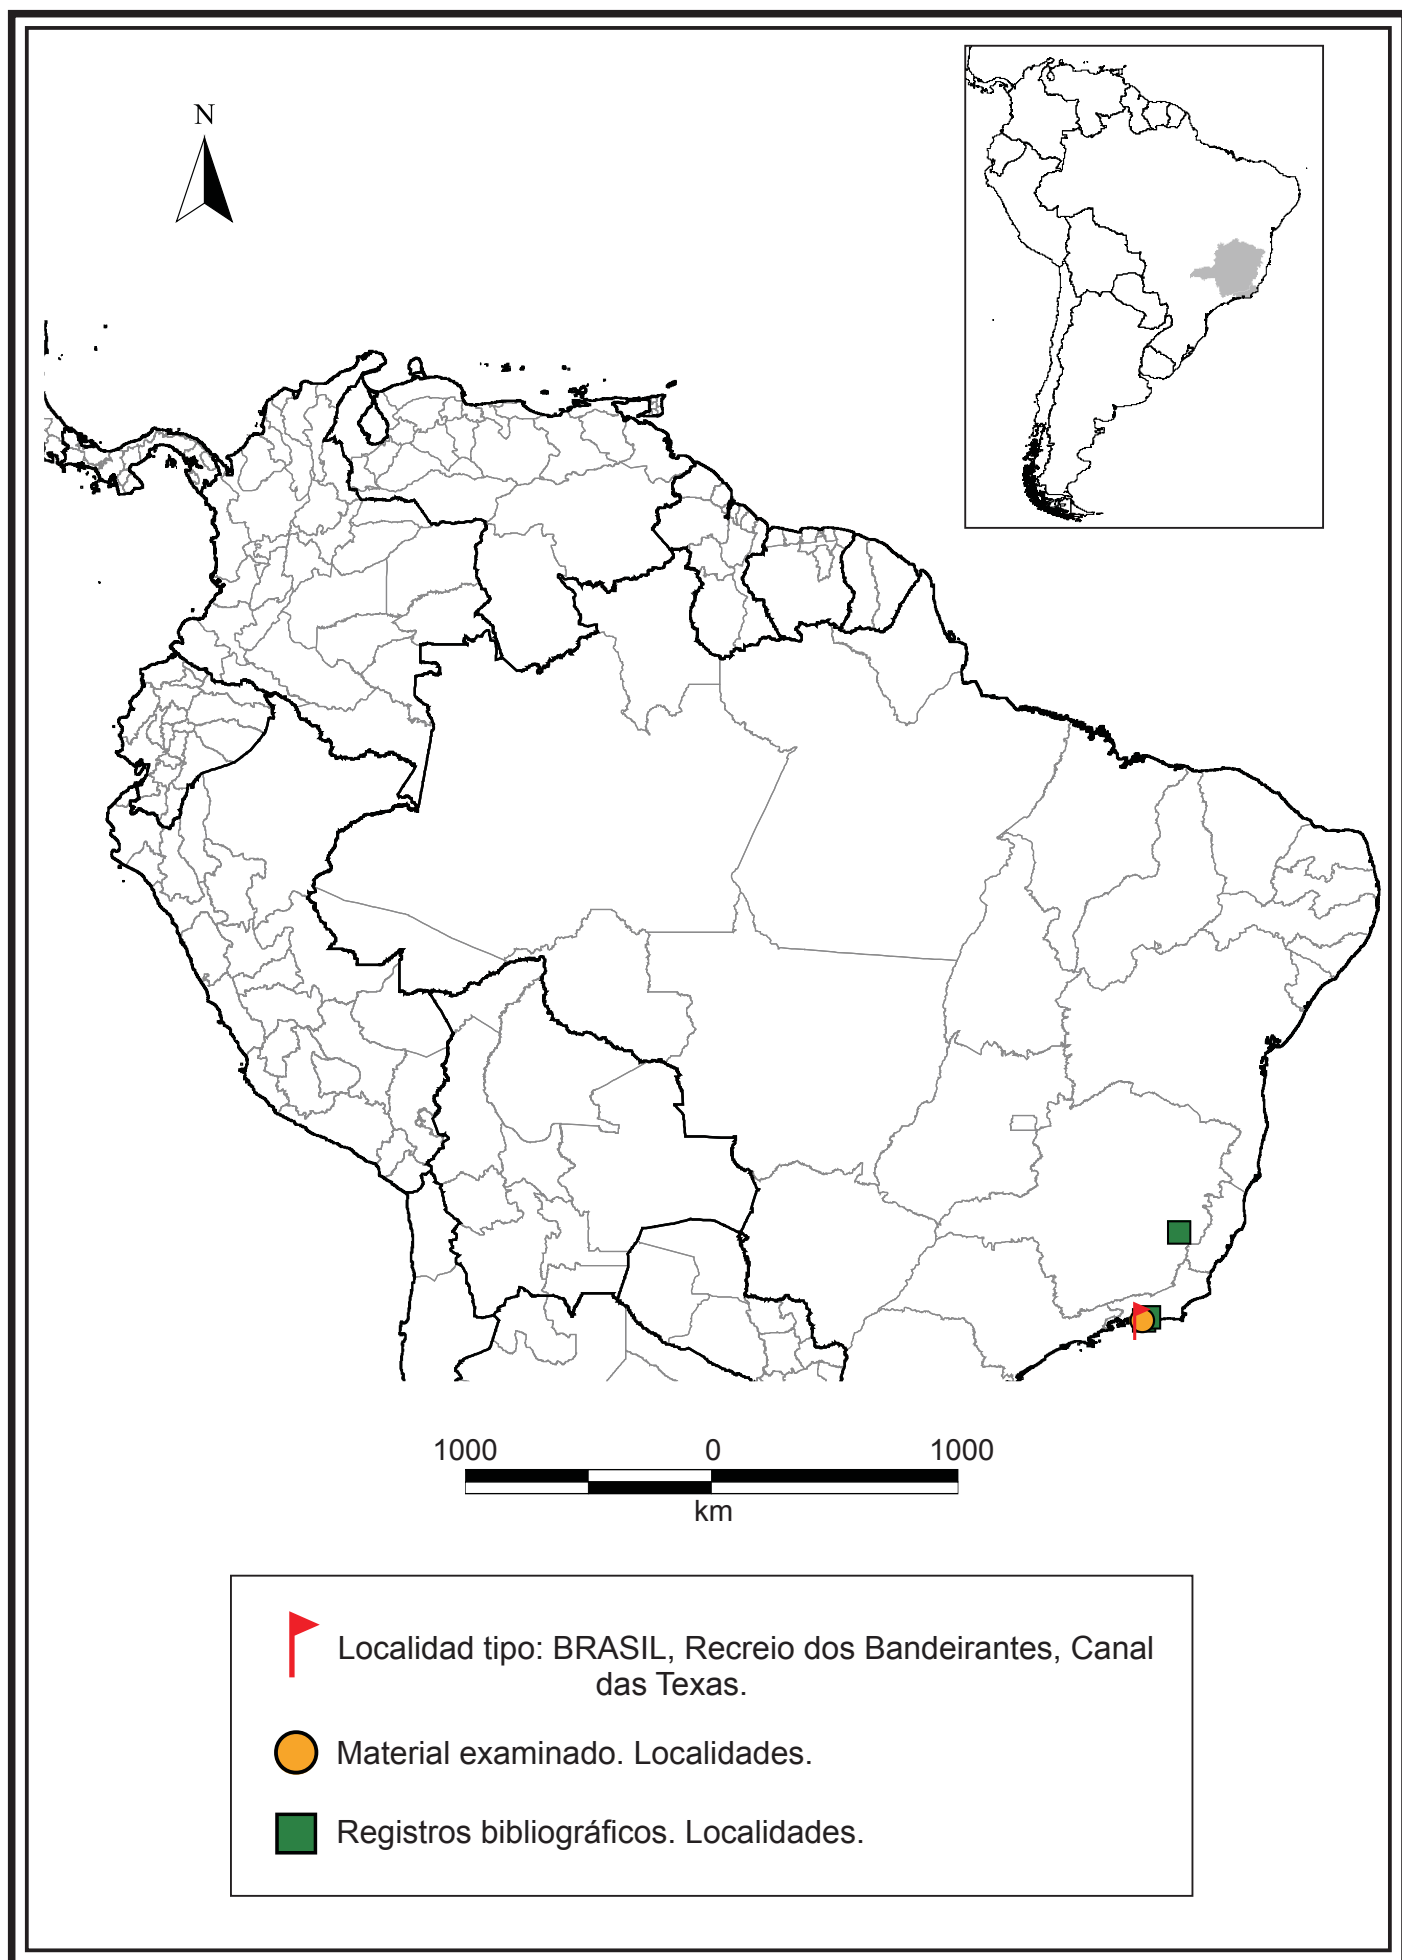 N
1000 0 1000
km
Localidad tipo: BRASIL, Recreio dos Bandeirantes, Canal
das Texas.
Material examinado. Localidades.
Registros bibliográficos. Localidades.